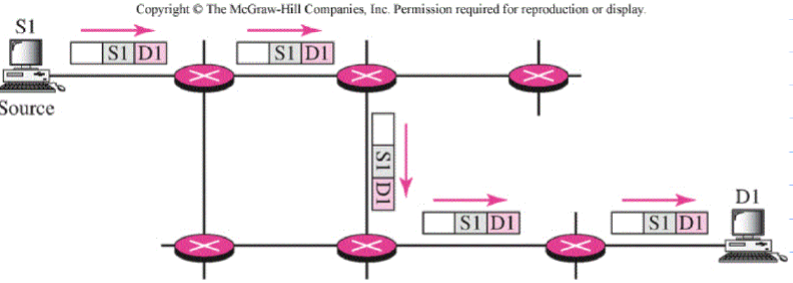 Copyright © The McGraw-Hill Companies, Inc. Permission required for reproduction or display.
S1
S1 D1
S1 D1
Source
S1 D1
D1
S1 D1
S1 D1